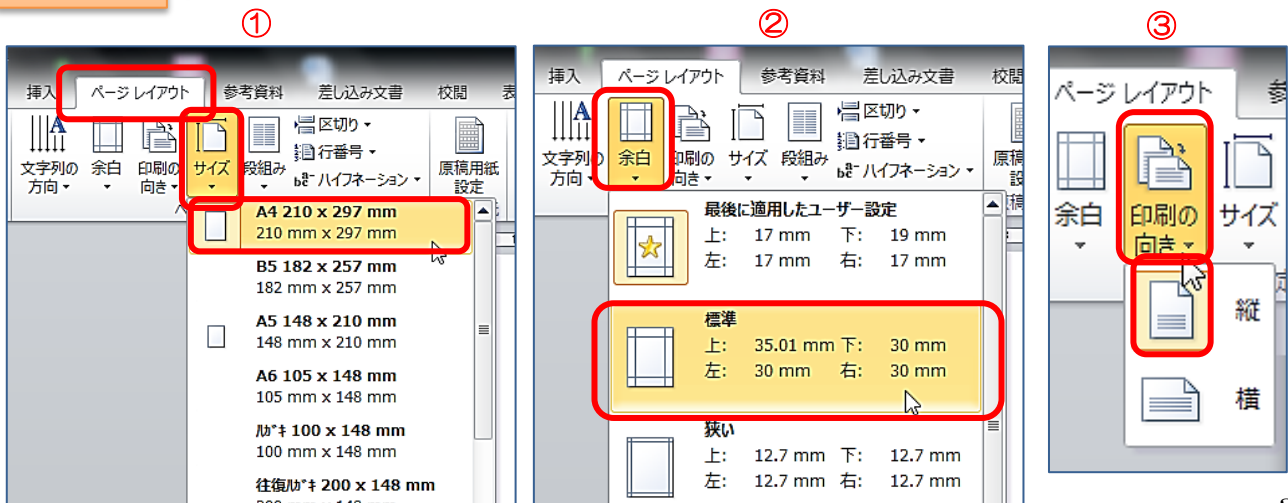 ①
挿入 ページ レイアウト 参考資料 差し込み文書 校閲 表
文字列の方向 余白 印刷の向き サイズ 段組み
区切り
行番号
ハイフネーション
原稿用紙設定
A4 210 x 297 mm
210 mm x 297 mm
B5 182 x 257 mm
182 mm x 257 mm
A5 148 x 210 mm
148 mm x 210 mm
A6 105 x 148 mm
105 mm x 148 mm
ﾊｶﾞｷ 100 x 148 mm
100 mm x 148 mm
往復ﾊｶﾞｷ 200 x 148 mm
②
挿入 ページ レイアウト 参考資料 差し込み文書 校閲
文字列の方向 余白 印刷の向き サイズ 段組み
区切り
行番号
ハイフネーション
原稿
最後に適用したユーザー設定
上: 17 mm 下: 19 mm
左: 17 mm 右: 17 mm
標準
上: 35.01 mm 下: 30 mm
左: 30 mm 右: 30 mm
狭い
上: 12.7 mm 下: 12.7 mm
左: 12.7 mm 右: 12.7 mm
③
ページ レイアウト
余白 印刷の向き サイズ
縦
横